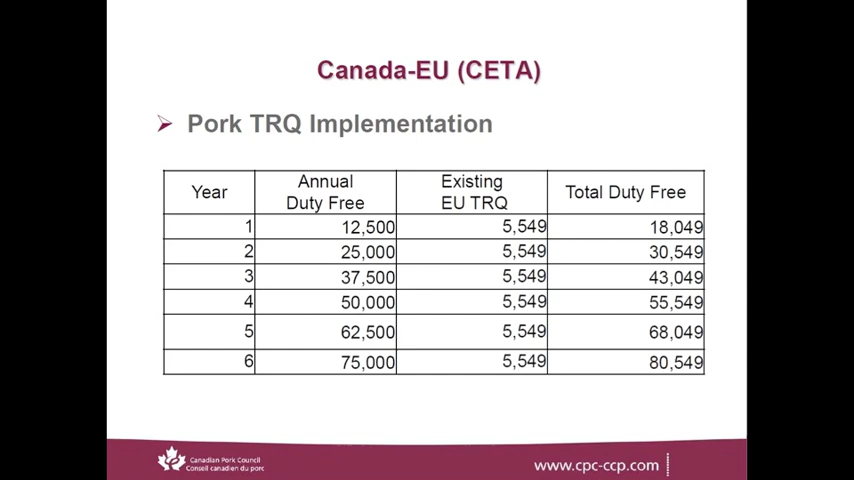 Canada-EU (CETA)
Pork TRQ Implementation
Year Annual Duty Free Existing EU TRQ Total Duty Free
1 12,500 5,549 18,049
2 25,000 5,549 30,549
3 37,500 5,549 43,049
4 50,000 5,549 55,549
5 62,500 5,549 68,049
6 75,000 5,549 80,549
Canadian Pork Council
Conseil canadien du porc
www.cpc-ccp.com